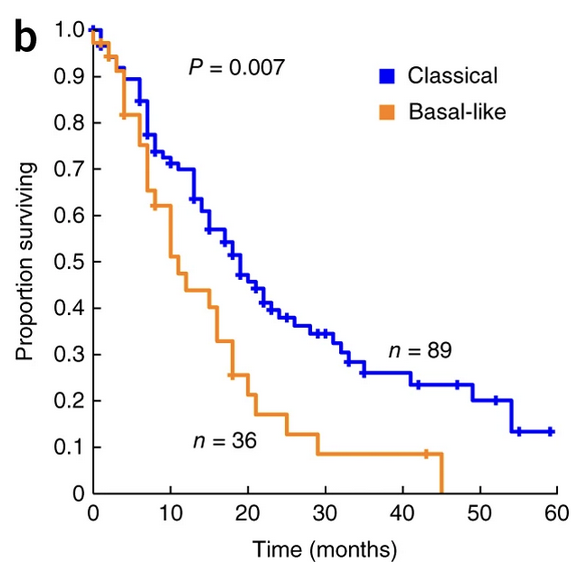 b
P = 0.007
Classical
Basal-like
n = 89
n = 36
Proportion surviving
1.0
0.9
0.8
0.7
0.6
0.5
0.4
0.3
0.2
0.1
0
0 10 20 30 40 50 60
Time (months)